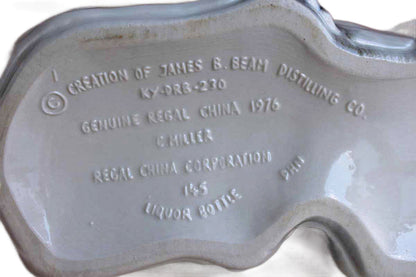 © CREATION OF JAMES B. BEAM DISTILLING CO.
KY-DRB-230
GENUINE REGAL CHINA 1976
C MILLER
REGAL CHINA CORPORATION
145
LIQUOR BOTTLE